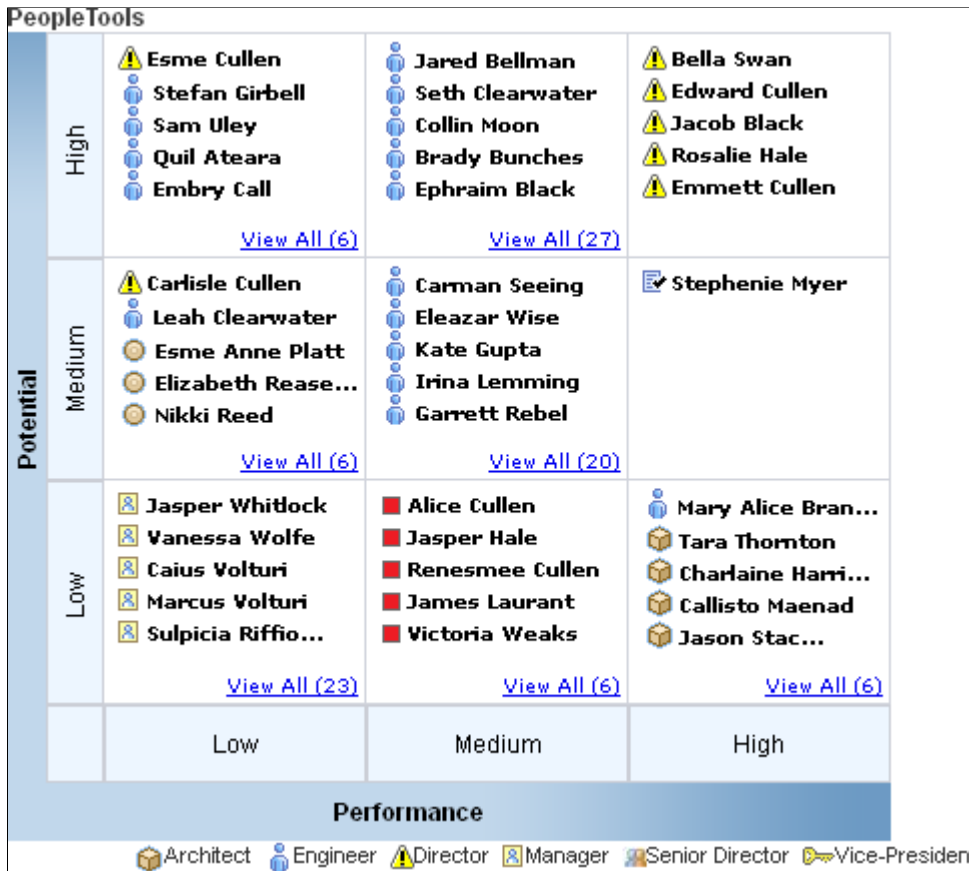 PeopleTools
Potential
High
Esme Cullen
Stefan Girbell
Sam Uley
Quil Ateara
Embry Call
View All (6)
Jared Bellman
Seth Clearwater
Collin Moon
Brady Bunches
Ephraim Black
View All (27)
Bella Swan
Edward Cullen
Jacob Black
Rosalie Hale
Emmett Cullen
Medium
Carlisle Cullen
Leah Clearwater
Esme Anne Platt
Elizabeth Rease...
Nikki Reed
View All (6)
Carman Seeing
Eleazar Wise
Kate Gupta
Irina Lemming
Garrett Rebel
View All (20)
Stephenie Myer
Low
Jasper Whitlock
Vanessa Wolfe
Caius Volturi
Marcus Volturi
Sulpicia Riffio...
View All (23)
Alice Cullen
Jasper Hale
Renesmee Cullen
James Laurant
Victoria Weaks
View All (6)
Mary Alice Bran...
Tara Thornton
Charlaine Harri...
Callisto Maenad
Jason Stac...
View All (6)
Low Medium High
Performance
Architect Engineer Director Manager Senior Director Vice-Presiden